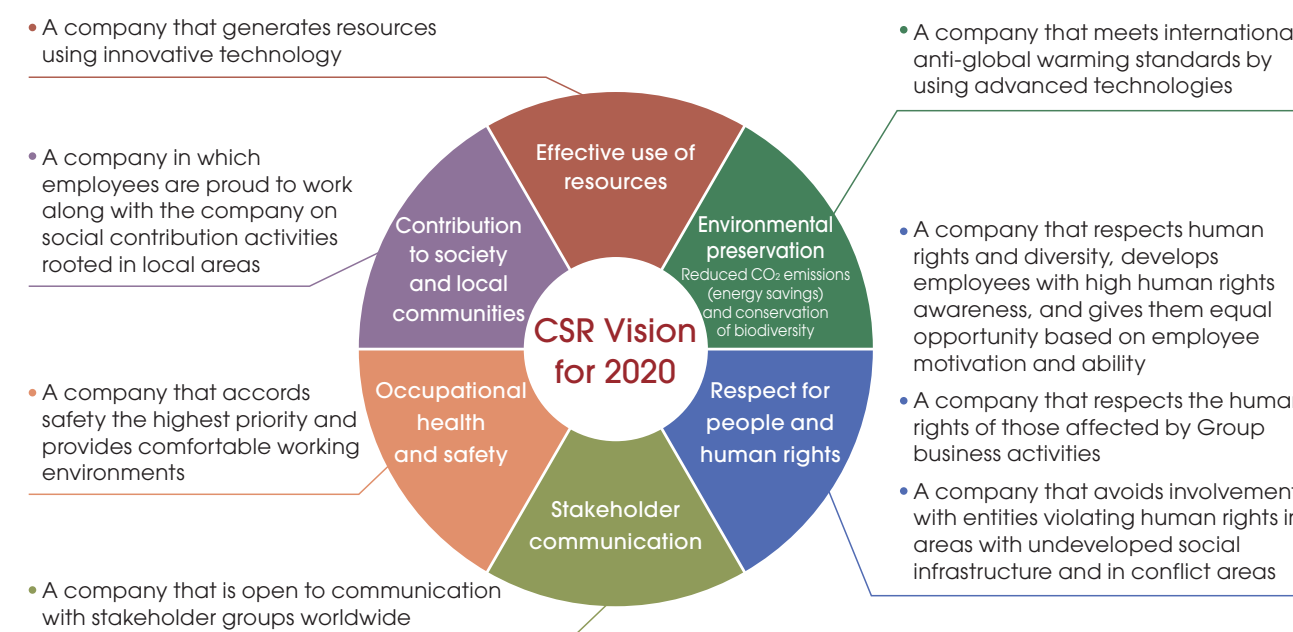 • A company that generates resources
using innovative technology
• A company in which
employees are proud to work
along with the company on
social contribution activities
rooted in local areas
• A company that accords
safety the highest priority and
provides comfortable working
environments
• A company that is open to communication
with stakeholder groups worldwide
Effective use of
resources
Environmental
preservation
Reduced CO₂ emissions
(energy savings)
and conservation
of biodiversity
Respect for
people and
human rights
Stakeholder
communication
Occupational
health
and safety
Contribution
to society
and local
communities
CSR Vision
for 2020
• A company that meets internationa
anti-global warming standards by
using advanced technologies
• A company that respects human
rights and diversity, develops
employees with high human rights
awareness, and gives them equal
opportunity based on employee
motivation and ability
• A company that respects the huma
rights of those affected by Group
business activities
• A company that avoids involvement
with entities violating human rights i
areas with undeveloped social
infrastructure and in conflict areas